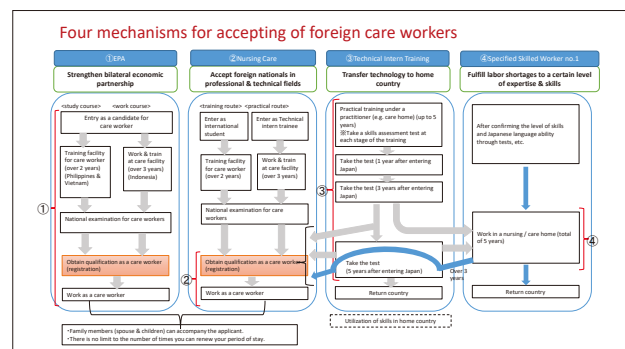 Four mechanisms for accepting of foreign care workers
①EPA
Strengthen bilateral economic
partnership
<study course> <work course>
Entry as a candidate for
care worker
Training facility
for care worker
(over 2 years)
(Philippines &
Vietnam)
Work & train
at care facility
(over 3 years)
(Indonesia)
①
National examination for care workers
Obtain qualification as a care worker
(registration)
Work as a care worker
②Nursing Care
Accept foreign nationals in
professional & technical fields
<training route> <practical route>
Enter as
international
student
Enter as Technical
intern trainee
Training facility
for care worker
(over 2 years)
Work & train
at care facility
(over 3 years)
National examination for care
workers
②
Obtain qualification as a care worker
(registration)
Work as a care worker
・Family members (spouse & children) can accompany the applicant.
・There is no limit to the number of times you can renew your period of stay.
③Technical Intern Training
Transfer technology to home
country
Practical training under a
practitioner (e.g. care home) (up to 5
years)
※Take a skills assessment test at
each stage of the training
③
Take the test (1 year after entering
Japan)
Take the test (3 years after entering
Japan)
Take the test
(5 years after entering Japan)
Return country
Utilization of skills in home country
④Specified Skilled Worker no.1
Fulfill labor shortages to a certain level
of expertise & skills
After confirming the level of skills
and Japanese language ability
through tests, etc.
Work in a nursing / care home (total
of 5 years)
④
Over 3
years
Return country